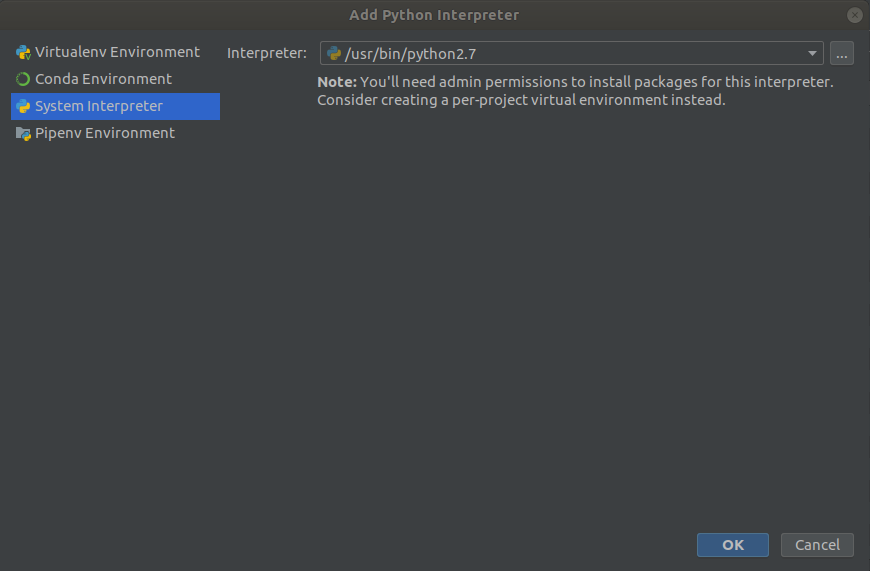 Add Python Interpreter
Virtualenv Environment
Conda Environment
System Interpreter
Pipenv Environment
Interpreter:
/usr/bin/python2.7
...
Note: You'll need admin permissions to install packages for this interpreter.
Consider creating a per-project virtual environment instead.
OK
Cancel